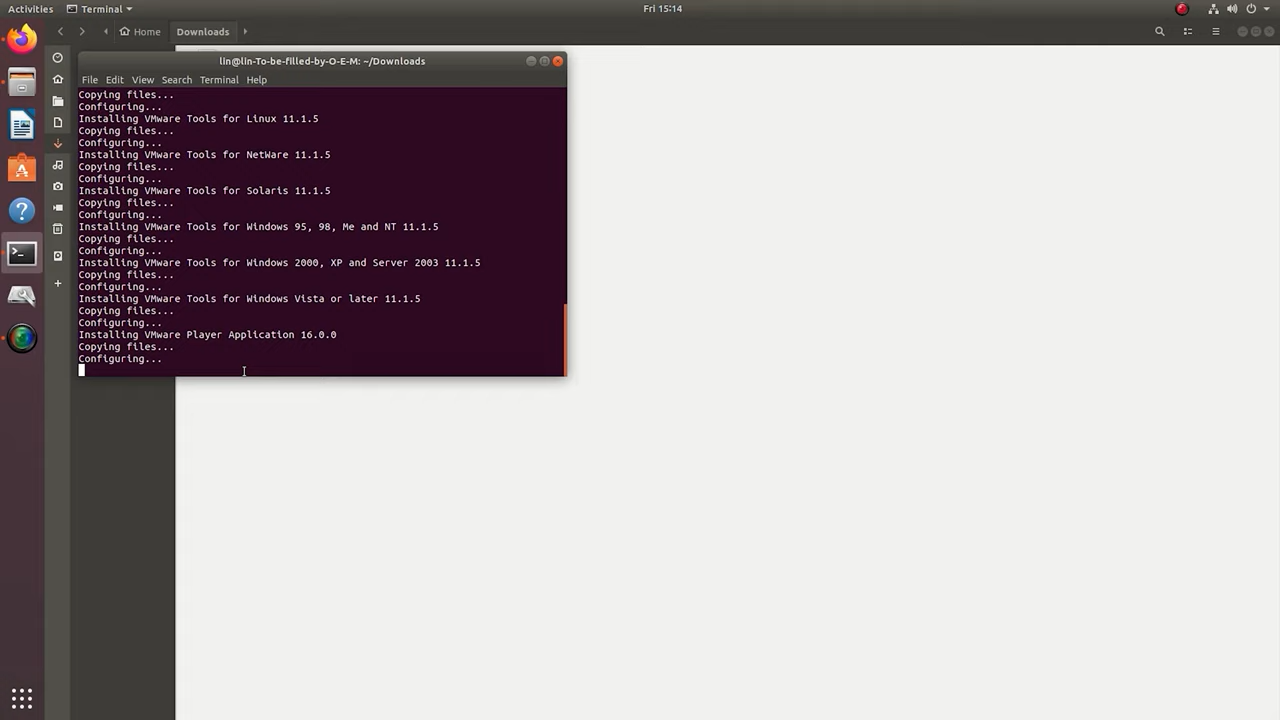 Activities
Terminal
Fri 15:14
Home
Downloads
lin@lin-To-be-filled-by-O-E-M: ~/Downloads
File Edit View Search Terminal Help
Copying files...
Configuring...
Installing VMware Tools for Linux 11.1.5
Copying files...
Configuring...
Installing VMware Tools for NetWare 11.1.5
Copying files...
Configuring...
Installing VMware Tools for Solaris 11.1.5
Copying files...
Configuring...
Installing VMware Tools for Windows 95, 98, Me and NT 11.1.5
Copying files...
Configuring...
Installing VMware Tools for Windows 2000, XP and Server 2003 11.1.5
Copying files...
Configuring...
Installing VMware Tools for Windows Vista or later 11.1.5
Copying files...
Configuring...
Installing VMware Player Application 16.0.0
Copying files...
Configuring...